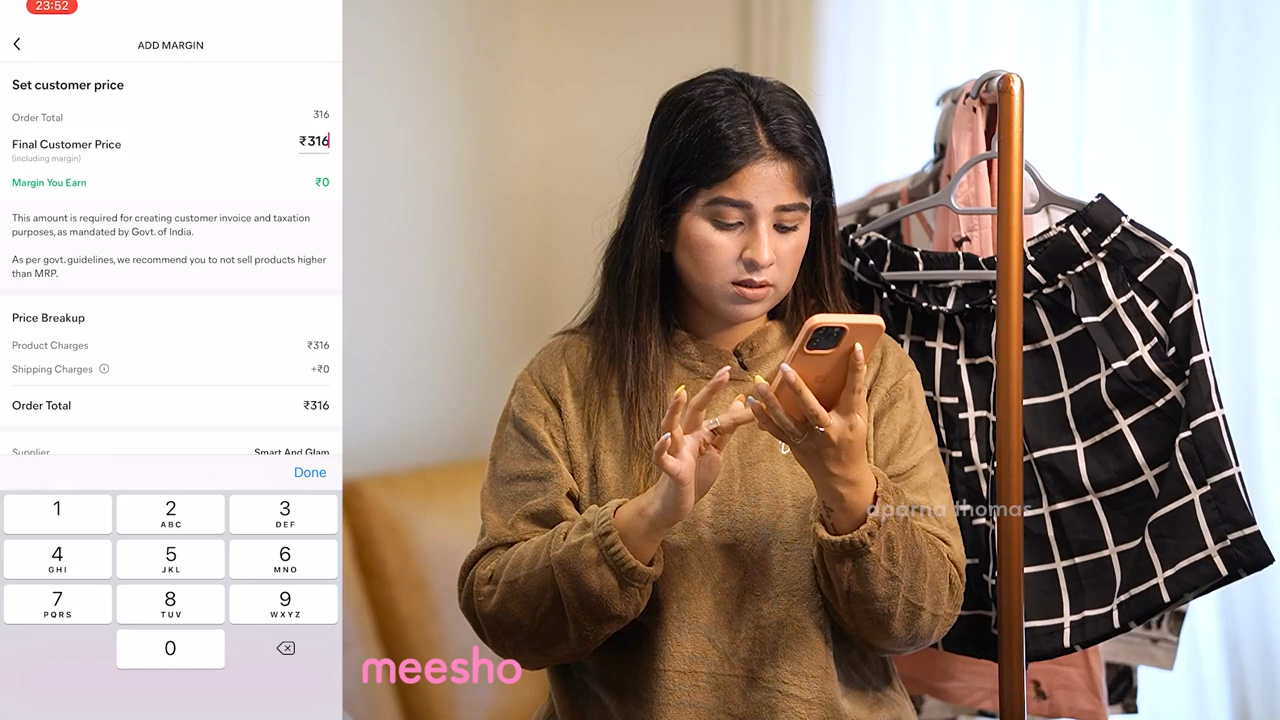 23:52
ADD MARGIN
Set customer price
Order Total 316
Final Customer Price ₹316
(including margin)
Margin You Earn ₹0
This amount is required for creating customer invoice and taxation
purposes, as mandated by Govt. of India.
As per govt. guidelines, we recommend you to not sell products higher
than MRP.
Price Breakup
Product Charges ₹316
Shipping Charges +₹0
Order Total ₹316
Supplier Smart And Glam
Done
1 2 3
ABC DEF
4 5 6
GHI JKL MNO
7 8 9
PQRS TUV WXYZ
0
aparna thomas
meesho